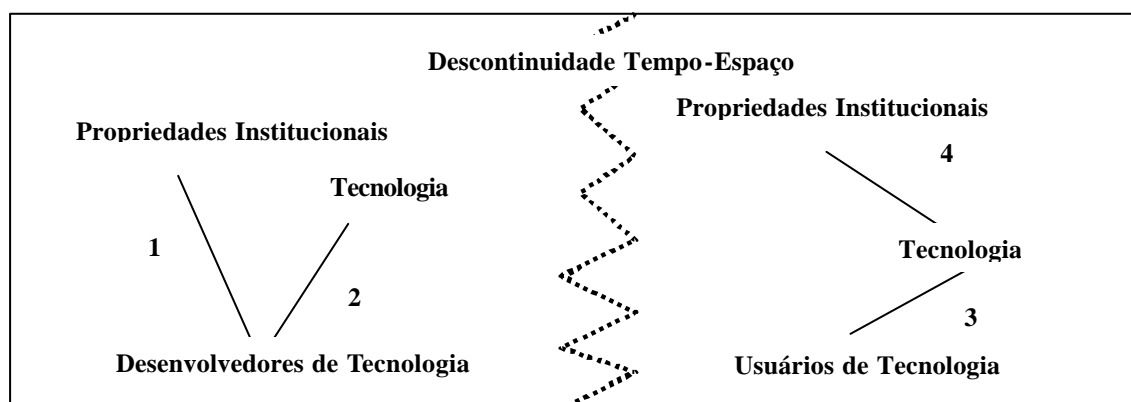 Descontinuidade Tempo-Espaço
Propriedades Institucionais
Propriedades Institucionais
4
Tecnologia
1
Tecnologia
2
3
Desenvolvedores de Tecnologia
Usuários de Tecnologia